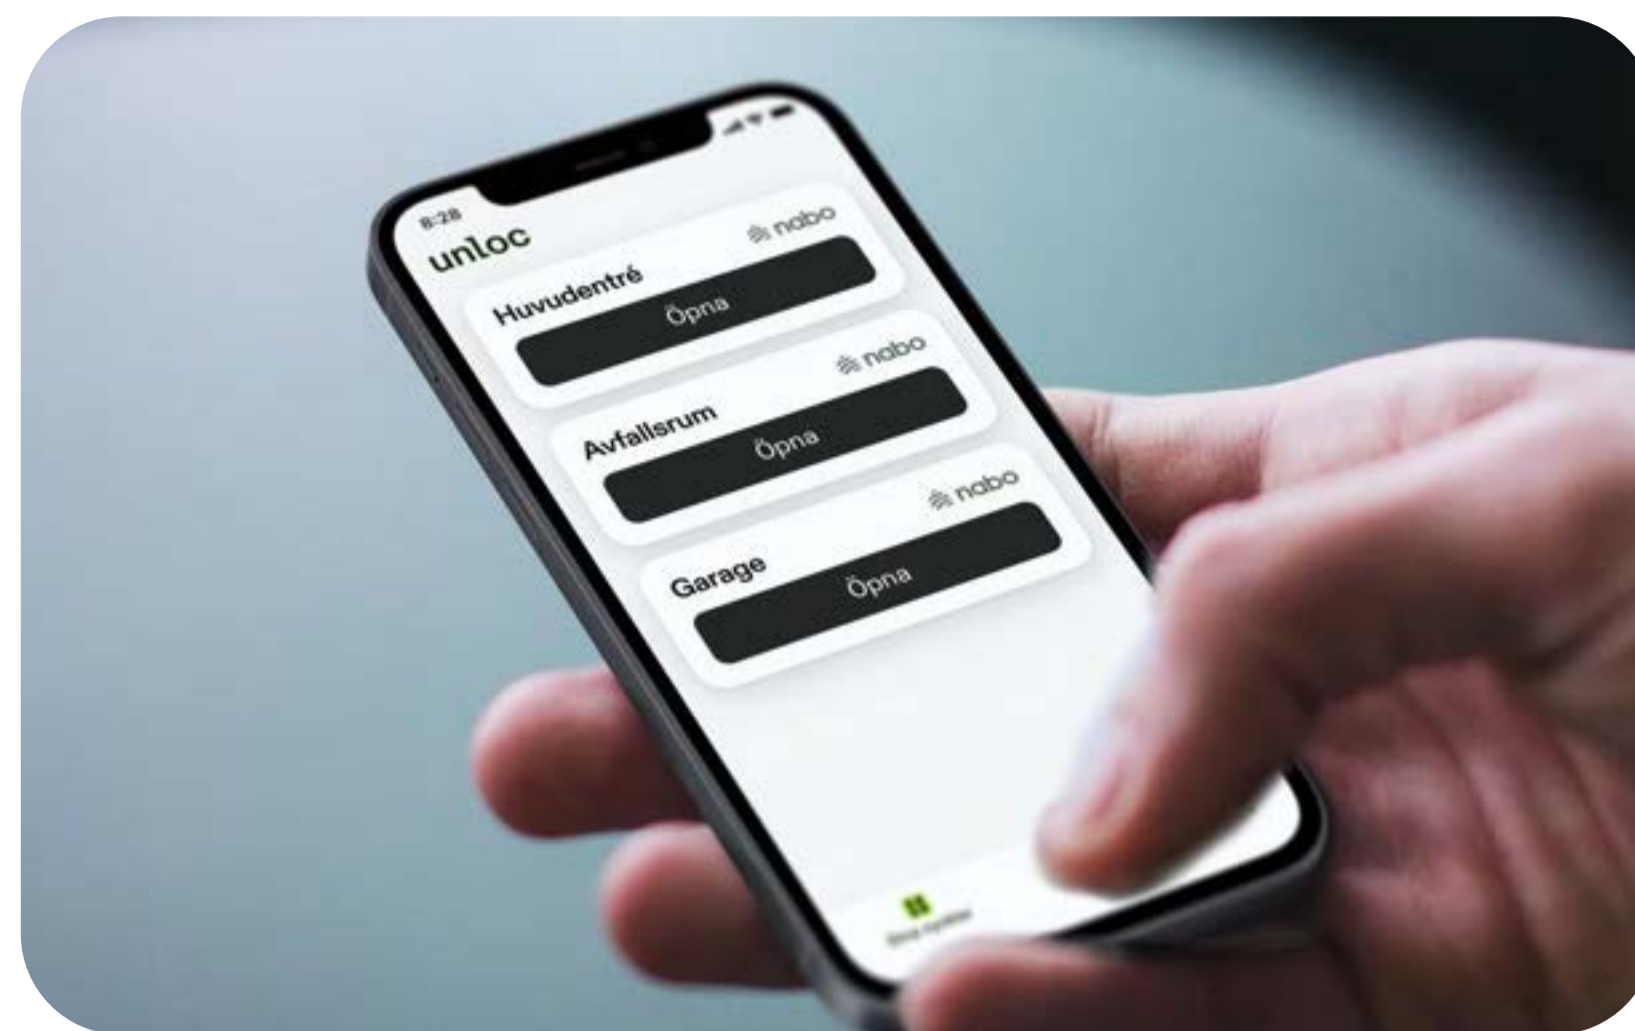 8:28
unloc
Huvudentré
nabo
Öpna
Avfallsrum
nabo
Öpna
Garage
nabo
Öpna